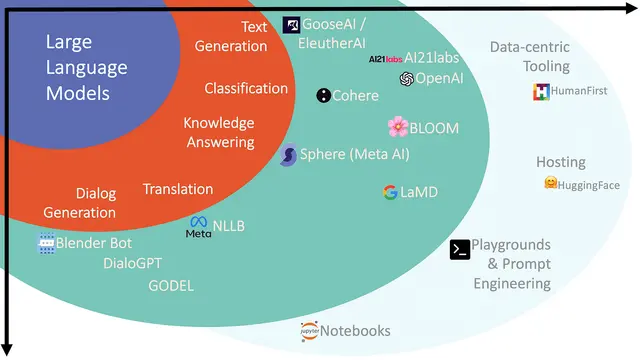 Large
Language
Models
Text
Generation
Classification
Knowledge
Answering
Translation
Dialog
Generation
GooseAI /
EleutherAI
AI21labs AI21labs
OpenAI
Cohere
BLOOM
Sphere (Meta AI)
LaMD
Meta NLLB
Blender Bot
DialoGPT
GODEL
Data-centric
Tooling
HumanFirst
Hosting
HuggingFace
Playgrounds
& Prompt
Engineering
jupyter Notebooks